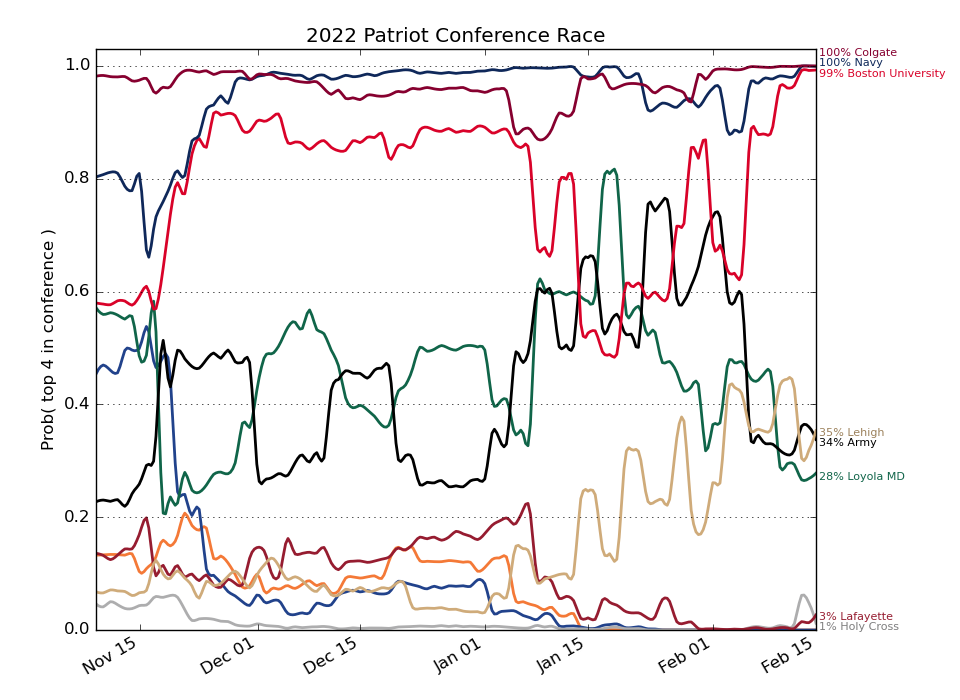 2022 Patriot Conference Race
Prob( top 4 in conference )
1.0
0.8
0.6
0.4
0.2
0.0
Nov 15
Dec 01
Dec 15
Jan 01
Jan 15
Feb 01
Feb 15
100% Colgate
100% Navy
99% Boston University
35% Lehigh
34% Army
28% Loyola MD
3% Lafayette
1% Holy Cross